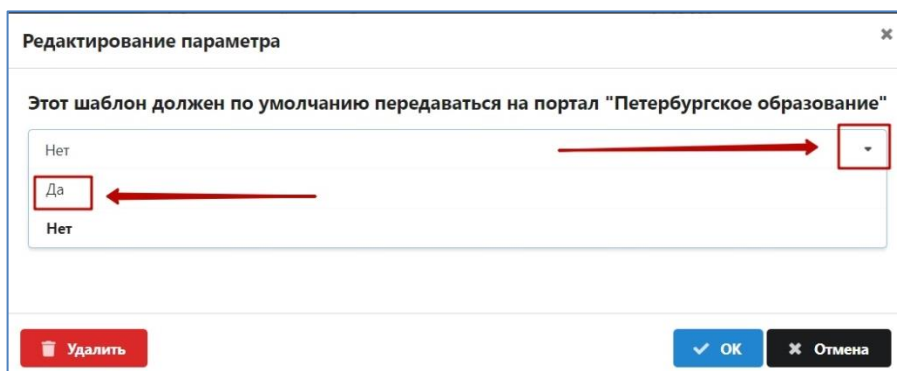 Редактирование параметра
Этот шаблон должен по умолчанию передаваться на портал "Петербургское образование"
Нет
Да
Нет
Удалить
OK
Отмена